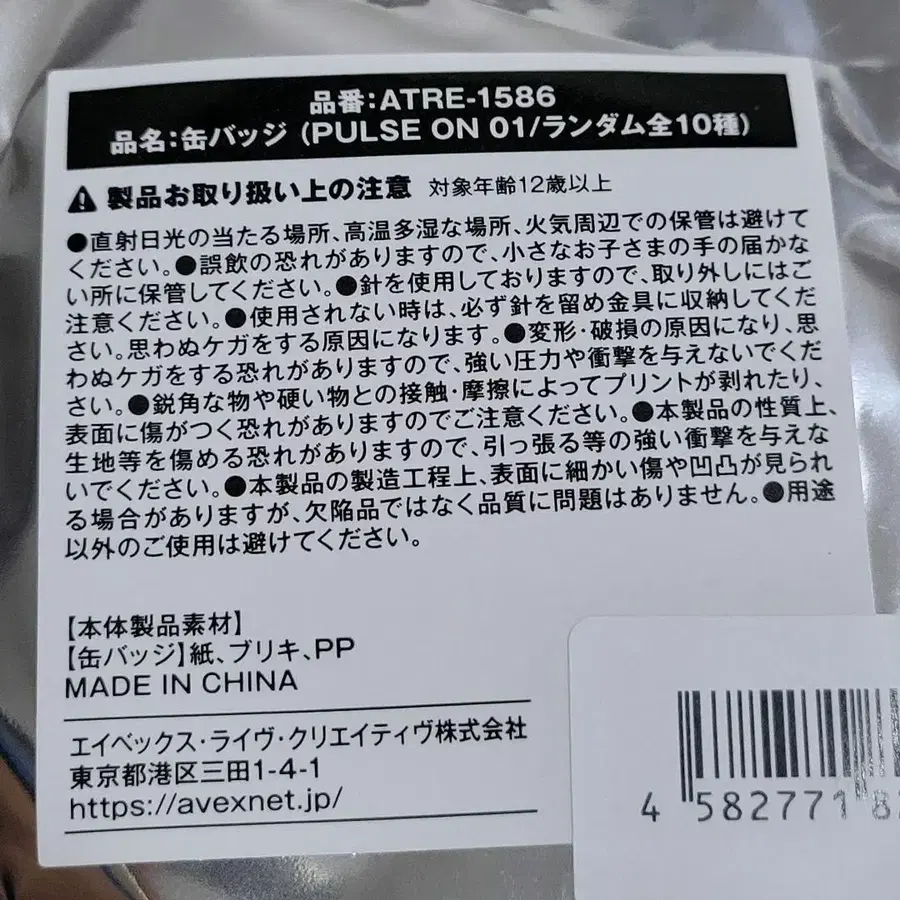 品番:ATRE-1586
品名:缶バッジ (PULSE ON 01/ランダム全10種)
製品お取り扱い上の注意 対象年齢12歳以上
●直射日光の当たる場所、高温多湿な場所、火気周辺での保管は避けて
ください。●誤飲の恐れがありますので、小さなお子さまの手の届かな
い所に保管してください。●針を使用しておりますので、取り外しにはご
注意ください。●使用されない時は、必ず針を留め金具に収納してくだ
さい。思わぬケガをする原因になります。●変形・破損の原因になり、思
わぬケガをする恐れがありますので、強い圧力や衝撃を与えないでくだ
さい。●鋭角な物や硬い物との接触・摩擦によってプリントが剥れたり、
表面に傷がつく恐れがありますのでご注意ください。●本製品の性質上、
生地等を傷める恐れがありますので、引っ張る等の強い衝撃を与えな
いでください。●本製品の製造工程上、表面に細かい傷や凹凸が見られ
る場合がありますが、欠陥品ではなく品質に問題はありません。●用途
以外のご使用は避けてください。
【本体製品素材】
【缶バッジ】紙、ブリキ、PP
MADE IN CHINA
エイベックス・ライヴ・クリエイティヴ株式会社
東京都港区三田1-4-1
https://avexnet.jp/
4 582771 8